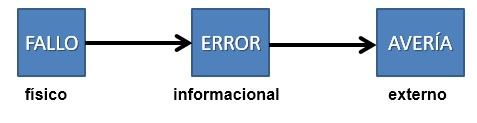 FALLO ERROR AVERÍA
físico informacional externo